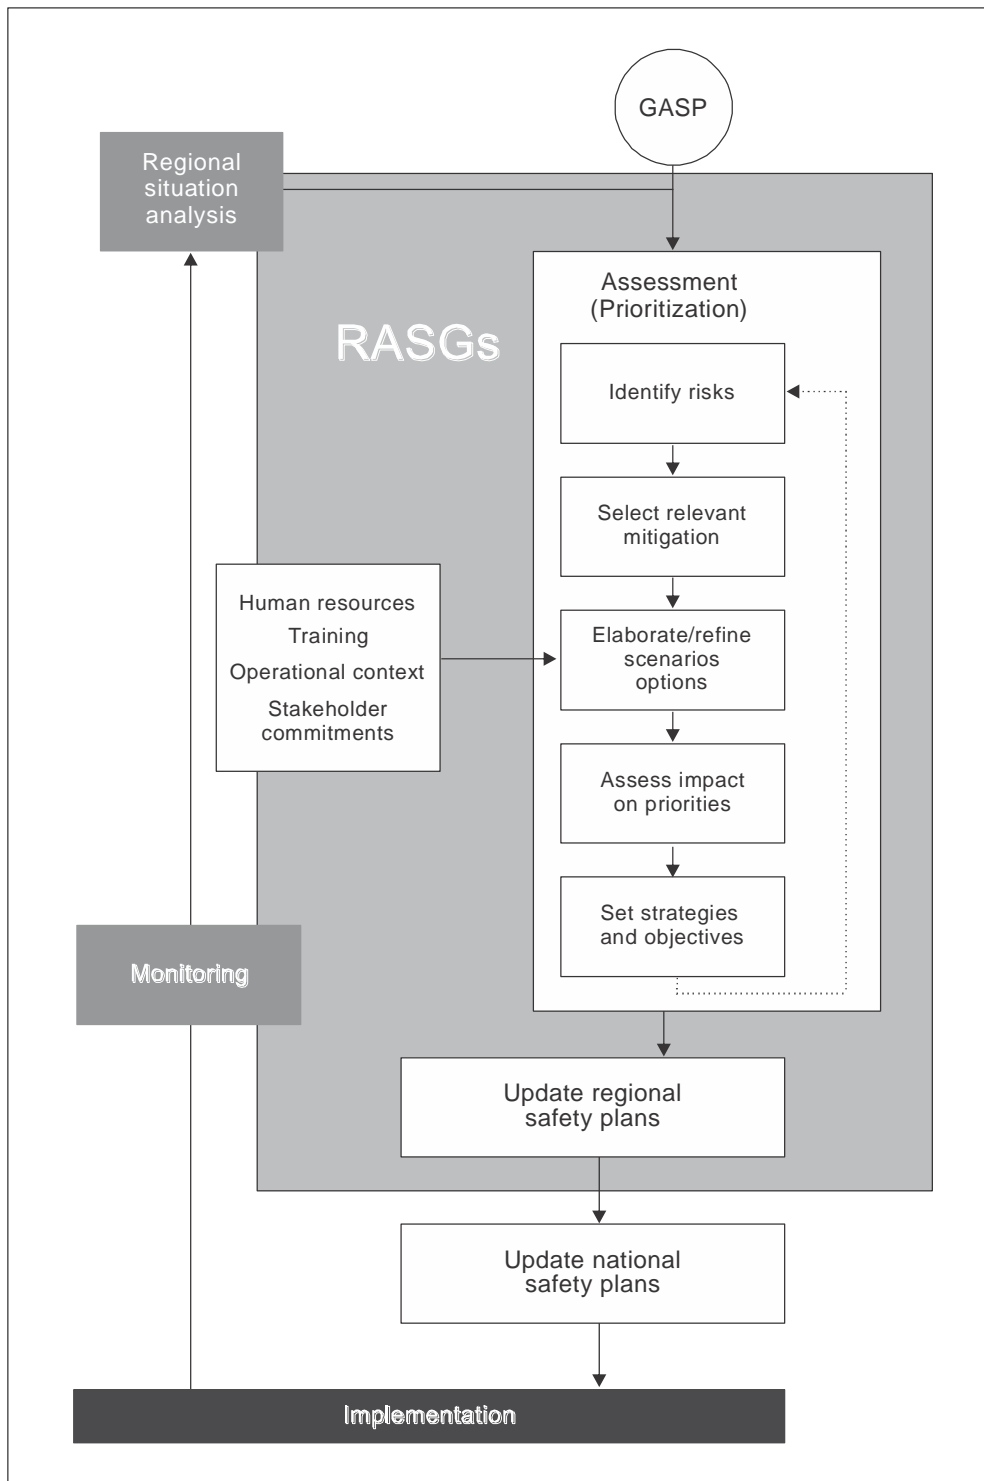 GASP
Regional
situation
analysis
Assessment
(Prioritization)
RASGs
Identify risks
Select relevant
mitigation
Human resources
Training
Operational context
Stakeholder
commitments
Elaborate/refine
scenarios
options
Assess impact
on priorities
Set strategies
and objectives
Monitoring
Update regional
safety plans
Update national
safety plans
Implementation